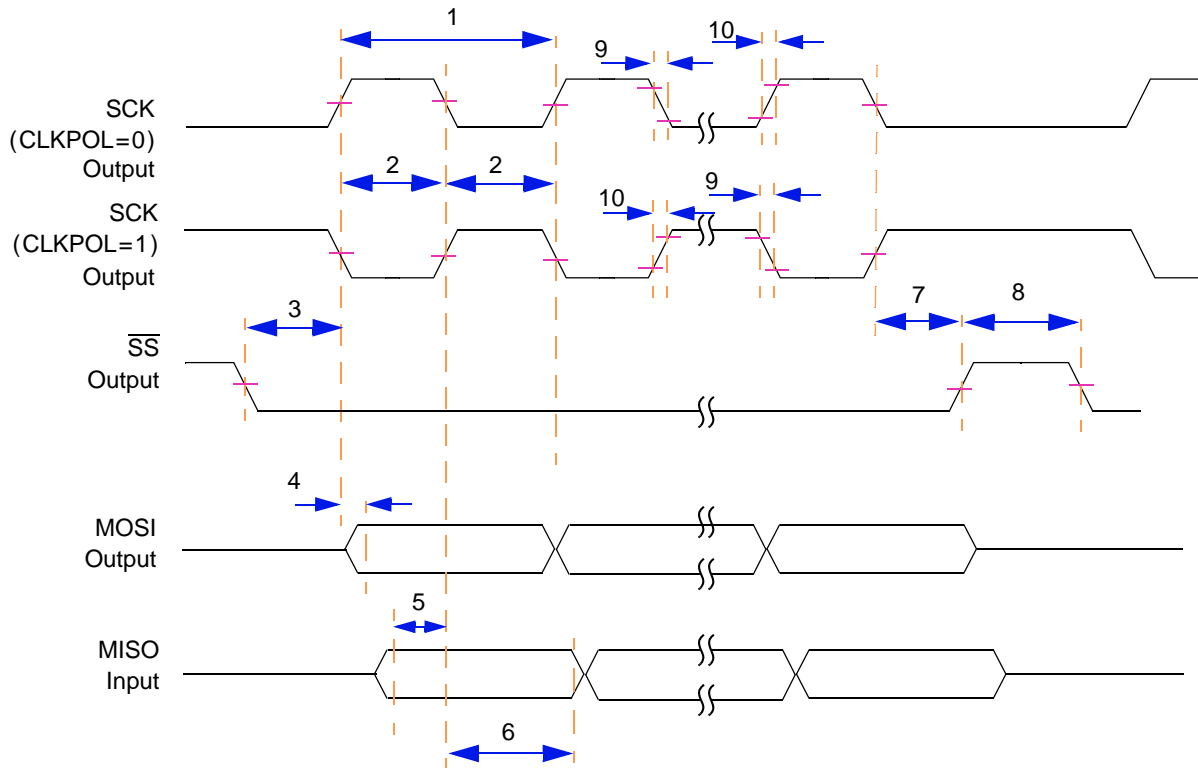 1
9
10
SCK
(CLKPOL=0)
Output
2
2
SCK
(CLKPOL=1)
Output
10
9
3
7
8
SS
Output
4
MOSI
Output
5
MISO
Input
6